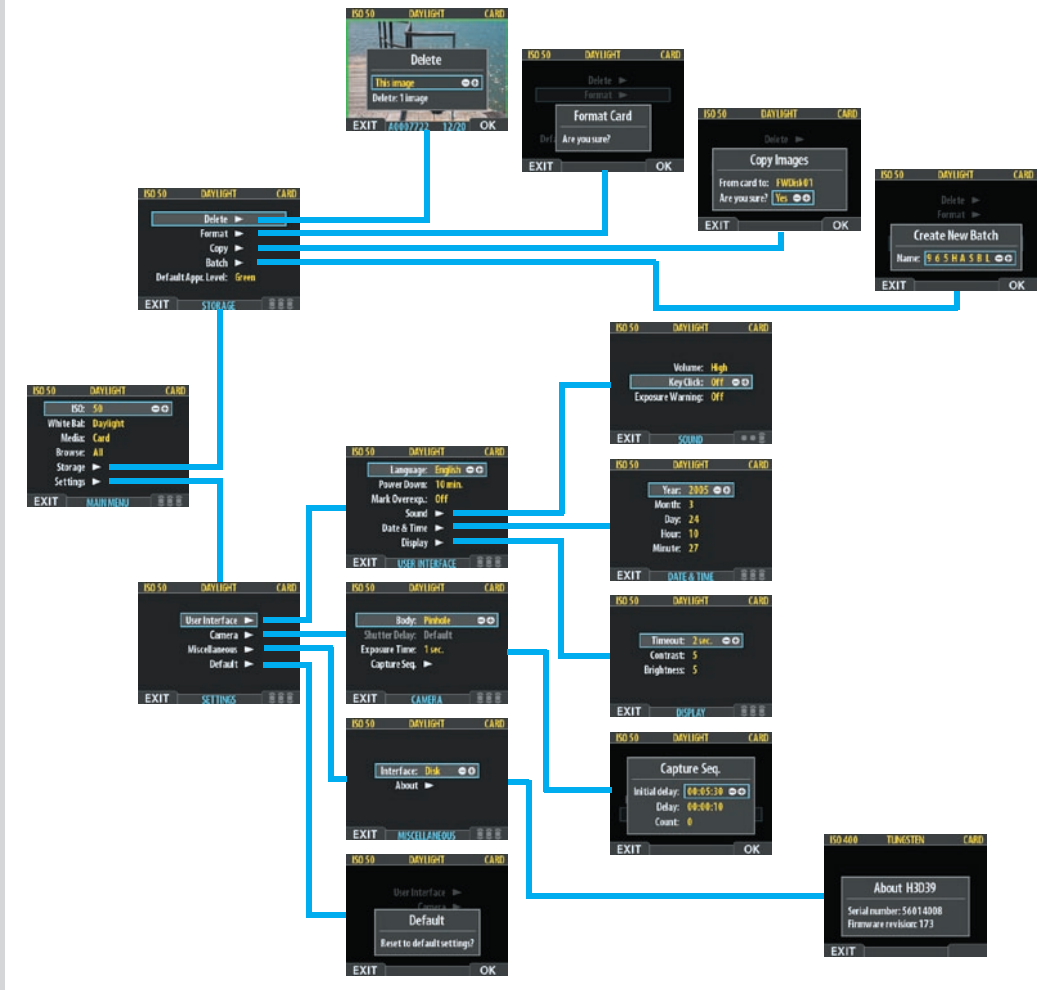 ISO 50 DAYLIGHT CARD
Delete
This image
Delete: 1 image
EXIT A0007722 12/20 OK
ISO 50 DAYLIGHT CARD
Delete
Format
Format Card
Are you sure?
EXIT OK
ISO 50 DAYLIGHT CARD
Delete
Copy Images
From card to: FWDisk01
Are you sure? Yes
EXIT OK
ISO 50 DAYLIGHT CARD
Delete
Format
Create New Batch
Name: 9 6 5 H A S B L
EXIT OK
ISO 50 DAYLIGHT CARD
Delete
Format
Copy
Batch
Default Appr. Level: Green
EXIT STORAGE
ISO 50 DAYLIGHT CARD
ISO: 50
White Bal: Daylight
Media: Card
Browse: All
Storage
Settings
EXIT MAIN MENU
ISO 50 DAYLIGHT CARD
Volume: High
Key Click: Off
Exposure Warning: Off
EXIT SOUND
ISO 50 DAYLIGHT CARD
Language: English
Power Down: 10 min.
Mark Overexp.: Off
Sound
Date & Time
Display
EXIT USER INTERFACE
ISO 50 DAYLIGHT CARD
Year: 2005
Month: 3
Day: 24
Hour: 10
Minute: 27
EXIT DATE & TIME
ISO 50 DAYLIGHT CARD
User Interface
Camera
Miscellaneous
Default
EXIT SETTINGS
ISO 50 DAYLIGHT CARD
Body: Pinhole
Shutter Delay: Default
Exposure Time: 1 sec.
Capture Seq.
EXIT CAMERA
ISO 50 DAYLIGHT CARD
Timeout: 2 sec.
Contrast: 5
Brightness: 5
EXIT DISPLAY
ISO 50 DAYLIGHT CARD
Interface: Disk
About
EXIT MISCELLANEOUS
ISO 50 DAYLIGHT CARD
Capture Seq.
Initial delay: 00:05:30
Delay: 00:00:10
Count: 0
EXIT OK
ISO 50 DAYLIGHT CARD
User Interface
Camera
Default
Reset to default settings?
EXIT OK
ISO 400 TUNGSTEN CARD
About H3D39
Serial number: 56014008
Firmware revision: 173
EXIT